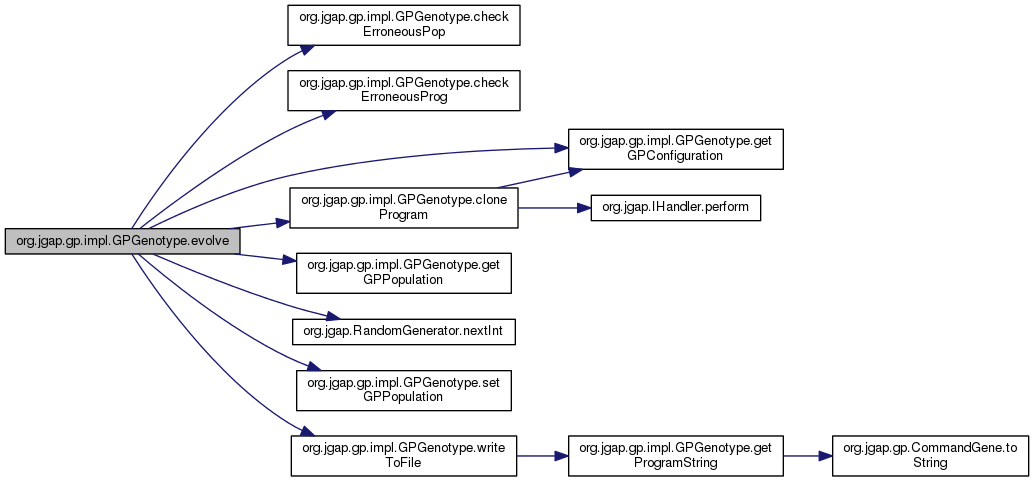 org.jgap.gp.impl.GPGenotype.check
ErroneousPop
org.jgap.gp.impl.GPGenotype.check
ErroneousProg
org.jgap.gp.impl.GPGenotype.get
GPConfiguration
org.jgap.gp.impl.GPGenotype.clone
Program
org.jgap.IHandler.perform
org.jgap.gp.impl.GPGenotype.evolve
org.jgap.gp.impl.GPGenotype.get
GPPopulation
org.jgap.RandomGenerator.nextInt
org.jgap.gp.impl.GPGenotype.set
GPPopulation
org.jgap.gp.impl.GPGenotype.write
ToFile
org.jgap.gp.impl.GPGenotype.get
ProgramString
org.jgap.gp.CommandGene.to
String